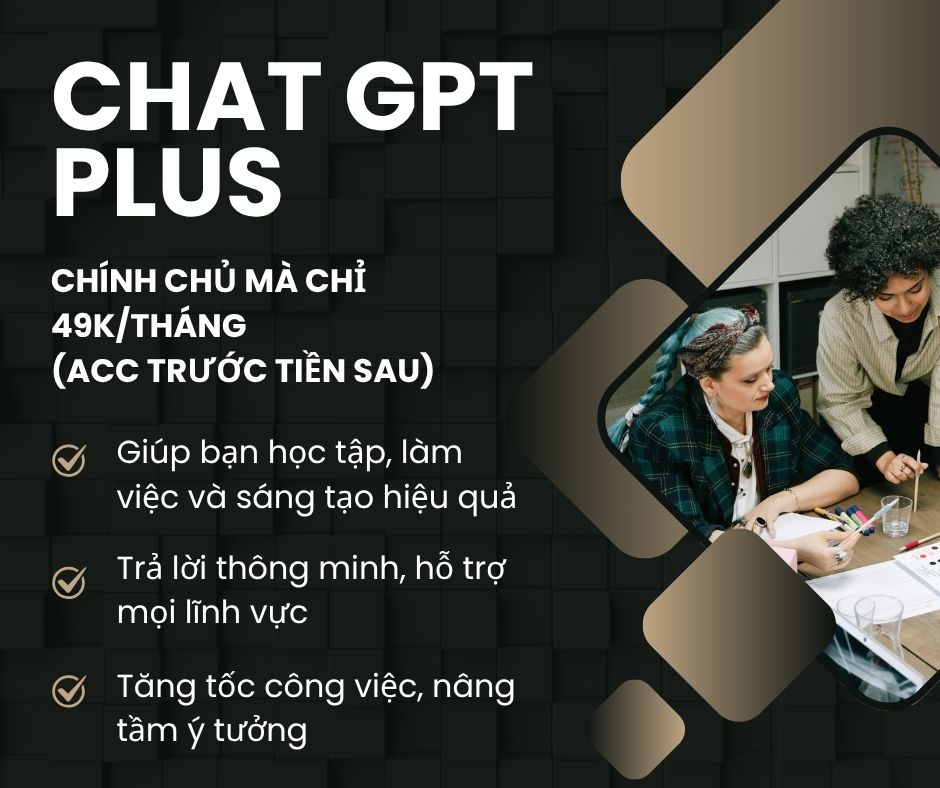 CHAT GPT
PLUS
CHÍNH CHỦ MÀ CHỈ
49K/THÁNG
(ACC TRƯỚC TIỀN SAU)
Giúp bạn học tập, làm
việc và sáng tạo hiệu quả
Trả lời thông minh, hỗ trợ
mọi lĩnh vực
Tăng tốc công việc, nâng
tầm ý tưởng